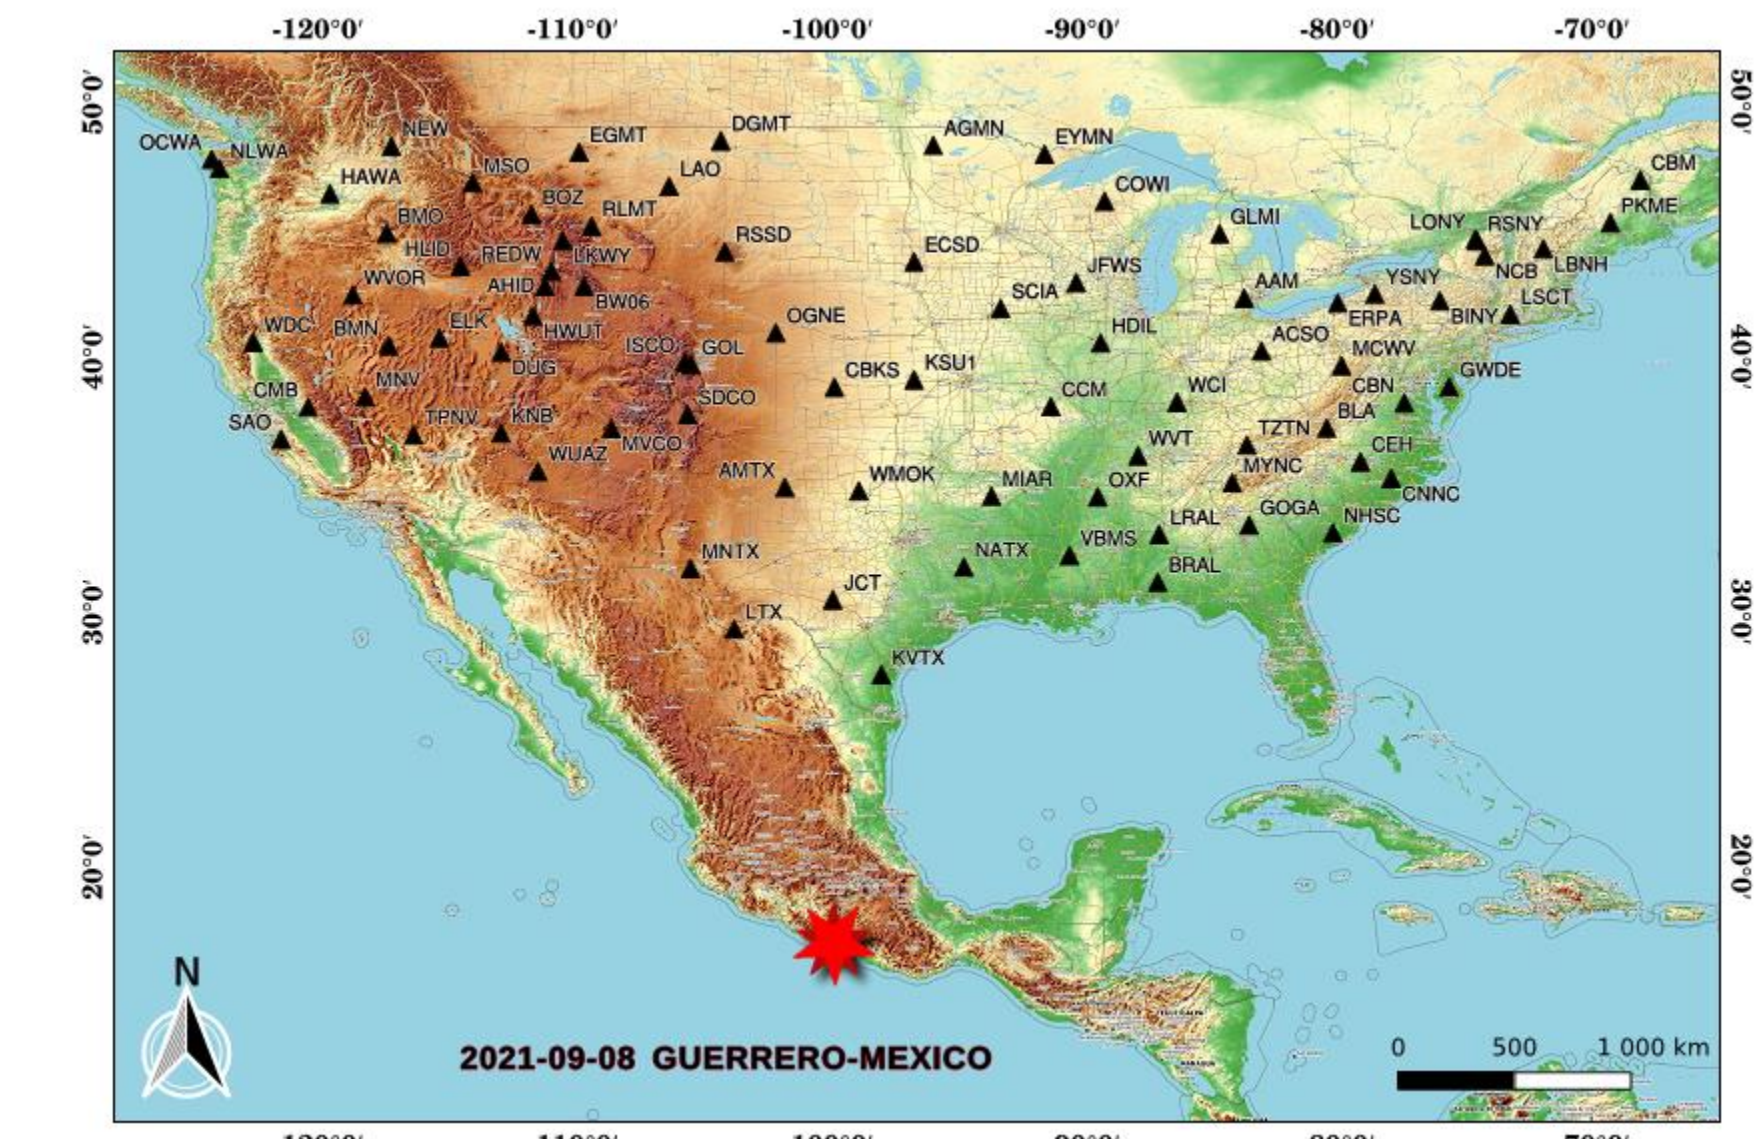 -120°0′ -110°0′ -100°0′ -90°0′ -80°0′ -70°0′
50°0′ 50°0′
DGMT AGMN
NEW EGMT EYMN
OCWA NLWA
MSO LAO CBM
HAWA COWI
BOZ RLMT PKME
BMO GLMI LONY RSNY
HLID REDW LKWY RSSD ECSD
JFWS NCB LBNH
WVOR AHID AAM YSNY
BW06 SCIA LSCT
OGNE ERPA BINY
WDC BMN ELK HWUT HDIL ACSO
40°0′ ISCO GOL MCWV 40°0′
DUG CBKS KSU1 GWDE
MNV WCI CBN
CMB SDCO CCM
TPNV KNB BLA
SAO MVCO TZTN
WUAZ WVT CEH
AMTX WMOK MIAR OXF MYNC
CNNC
GOGA NHSC
LRAL
MNTX NATX VBMS
BRAL
JCT
30°0′ LTX 30°0′
KVTX
20°0′ 20°0′
N
2021-09-08 GUERRERO-MEXICO
0 500 1 000 km